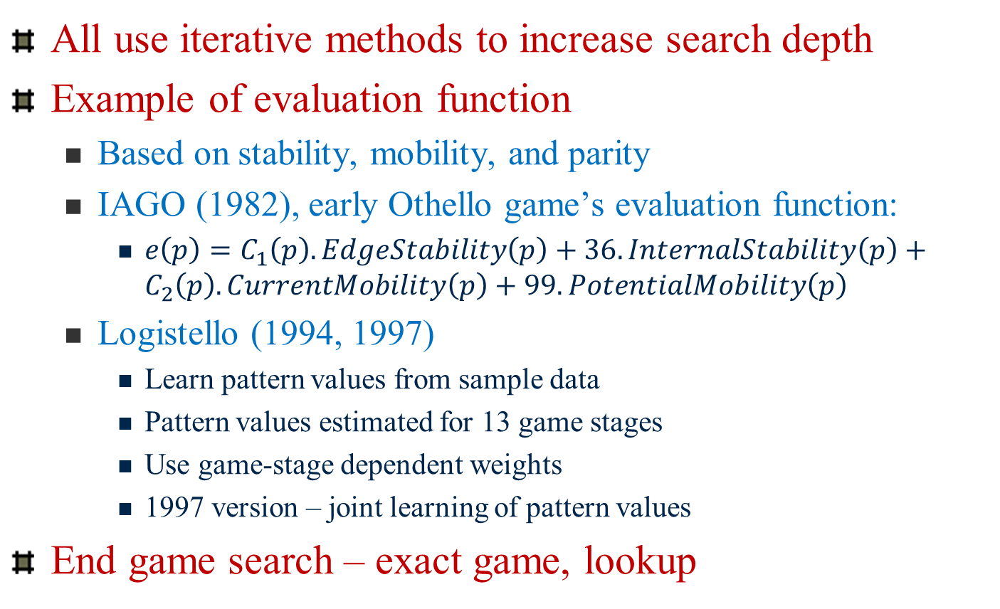 All use iterative methods to increase search depth
Example of evaluation function
Based on stability, mobility, and parity
IAGO (1982), early Othello game’s evaluation function:
e(p) = C₁(p).EdgeStability(p) + 36.InternalStability(p) +
C₂(p).CurrentMobility(p) + 99.PotentialMobility(p)
Logistello (1994, 1997)
Learn pattern values from sample data
Pattern values estimated for 13 game stages
Use game-stage dependent weights
1997 version – joint learning of pattern values
End game search – exact game, lookup